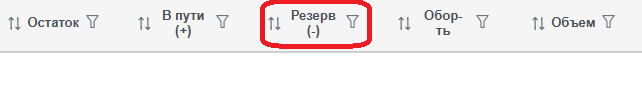 Остаток
В пути
(+)
Резерв
(-)
Обор-
ть
Объем